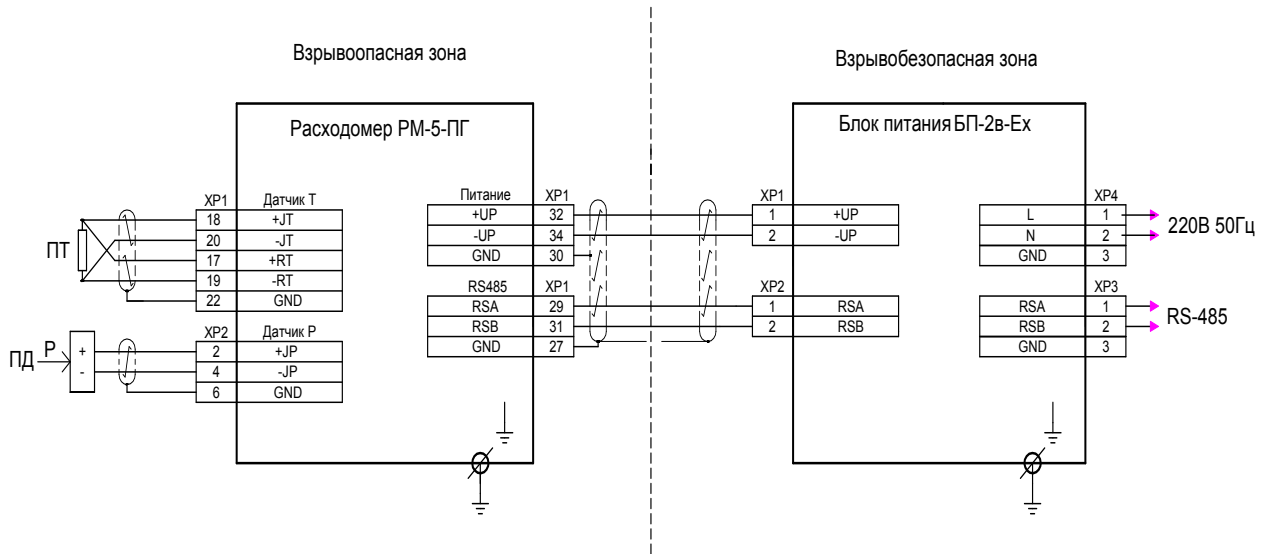 Взрывоопасная зона
Взрывобезопасная зона
Расходомер РМ-5-ПГ
Блок питания БП-2в-Ex
XP1 Датчик Т
18 +JT
20 -JT
17 +RT
19 -RT
22 GND
ПТ
XP2 Датчик Р
2 +JP
4 -JP
6 GND
ПД
P
+
-
Питание XP1
+UP 32
-UP 34
GND 30
RS485 XP1
RSA 29
RSB 31
GND 27
XP1
1 +UP
2 -UP
XP2
1 RSA
2 RSB
XP4
L 1
N 2
GND 3
220В 50Гц
XP3
RSA 1
RSB 2
GND 3
RS-485